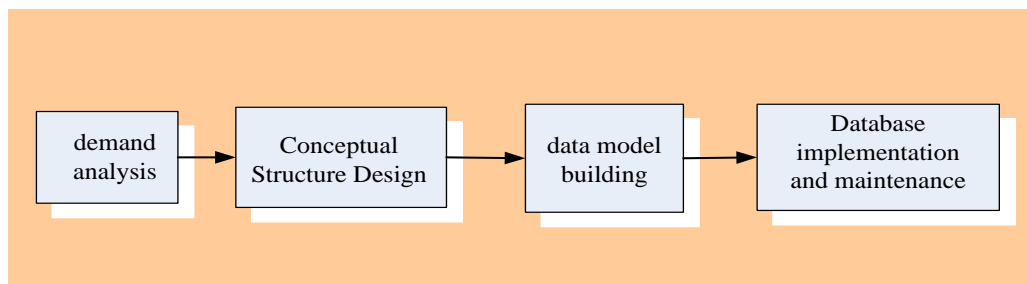 demand
analysis
Conceptual
Structure Design
data model
building
Database
implementation
and maintenance